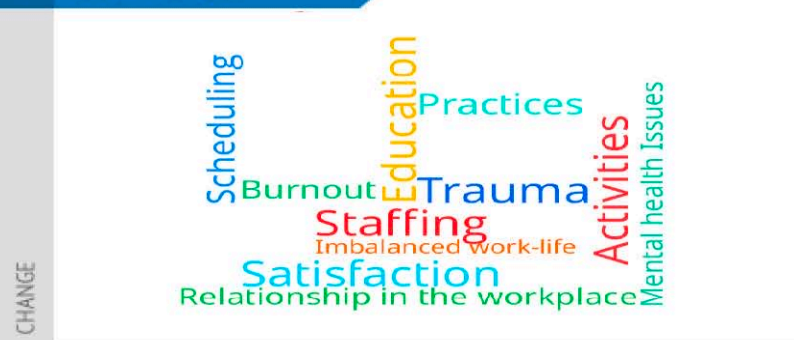 Scheduling
Education
Practices
Burnout
Trauma
Activities
Mental health Issues
Staffing
Imbalanced work-life
Satisfaction
Relationship in the workplace
CHANGE